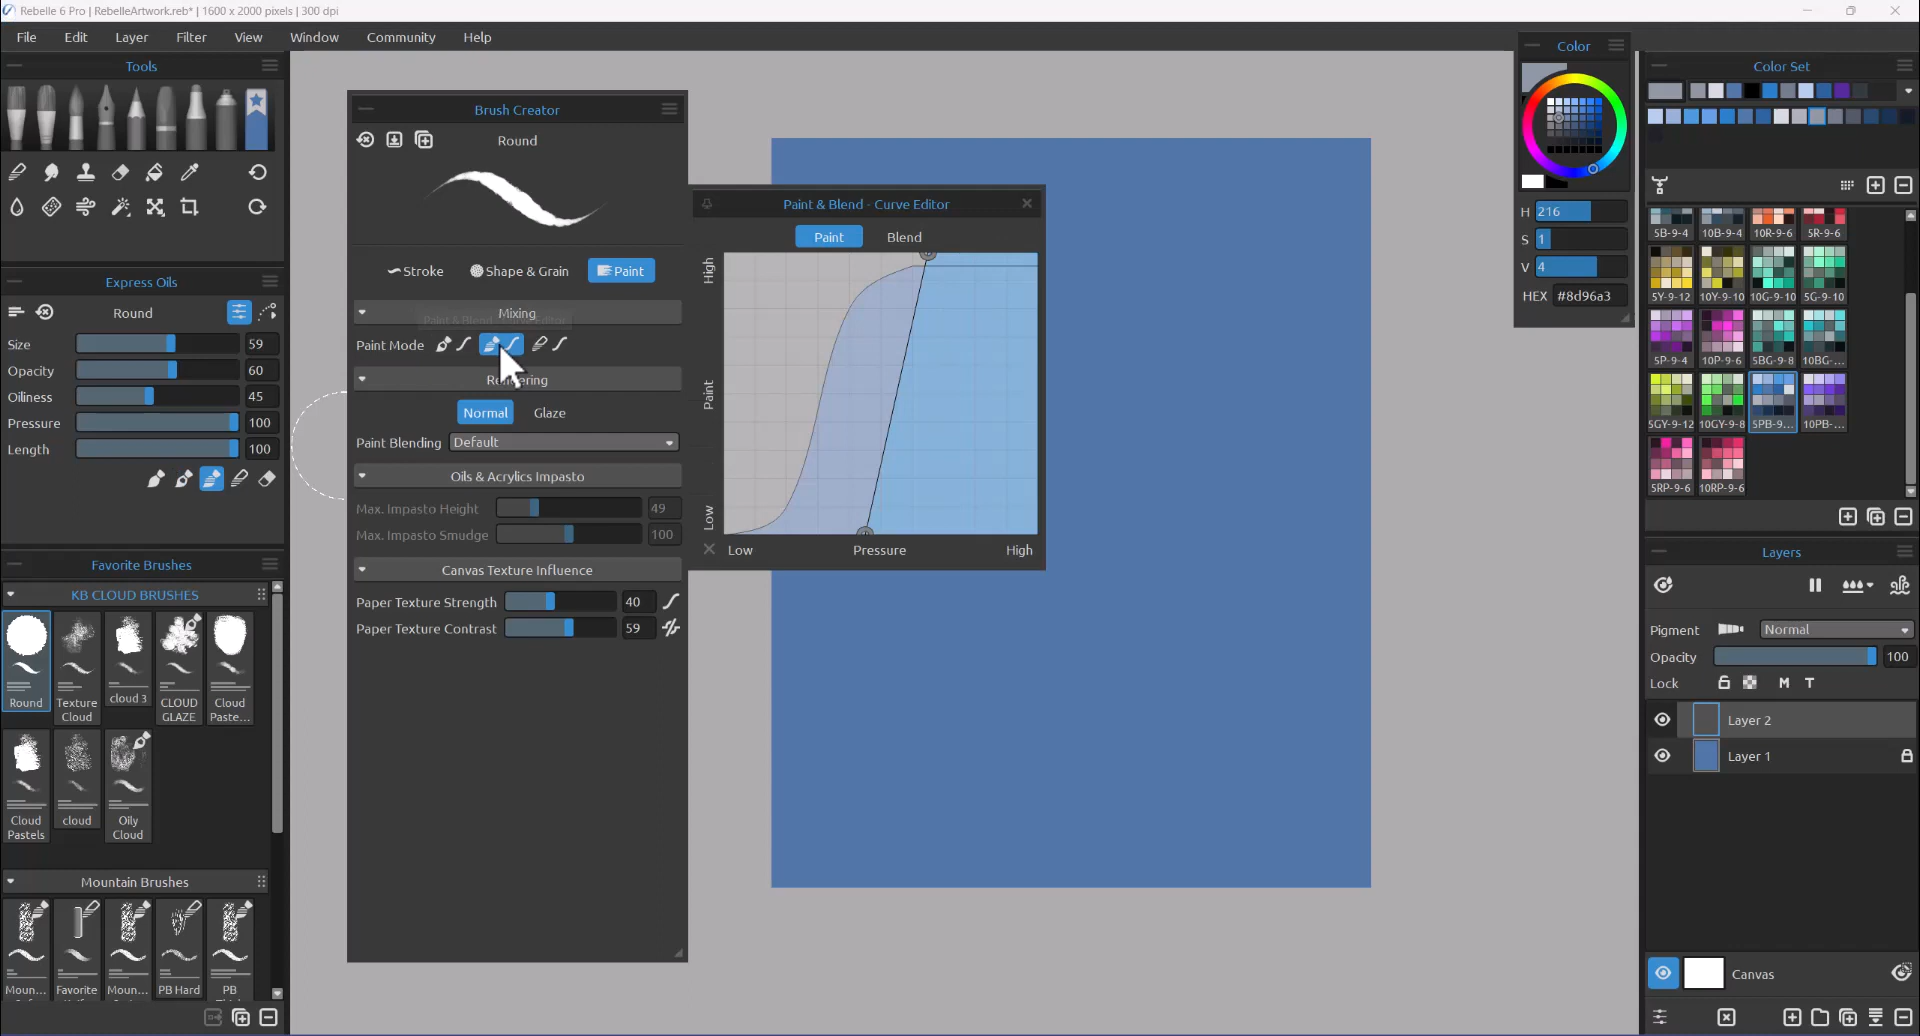 Rebelle 6 Pro | RebelleArtwork.reb* | 1600 x 2000 pixels | 300 dpi
File Edit Layer Filter View Window Community Help
Tools
Express Oils
Round
Size 59
Opacity 60
Oiliness 45
Pressure 100
Length 100
Favorite Brushes
KB CLOUD BRUSHES
Round
Texture Cloud
cloud 3
CLOUD GLAZE
Cloud Paste...
Cloud Pastels
cloud
Oily Cloud
Mountain Brushes
Moun...
Favorite
Moun...
PB Hard
PB
Brush Creator
Round
Stroke Shape & Grain Paint
Mixing
Paint Mode
Rendering
Normal Glaze
Paint Blending Default
Oils & Acrylics Impasto
Max. Impasto Height 49
Max. Impasto Smudge 100
Canvas Texture Influence
Paper Texture Strength 40
Paper Texture Contrast 59
Paint & Blend - Curve Editor
Paint Blend
High
Paint
Low
Low Pressure High
Color
H 216
S 1
V 4
HEX #8d96a3
Color Set
5B-9-4 10B-9-4 10R-9-6 5R-9-6
5Y-9-12 10Y-9-10 10G-9-10 5G-9-10
5P-9-4 10P-9-6 5BG-9-8 10BG-...
5GY-9-12 10GY-9-8 5PB-9... 10PB-...
5RP-9-6 10RP-9-6
Layers
Pigment Normal
Opacity 100
Lock M T
Layer 2
Layer 1
Canvas